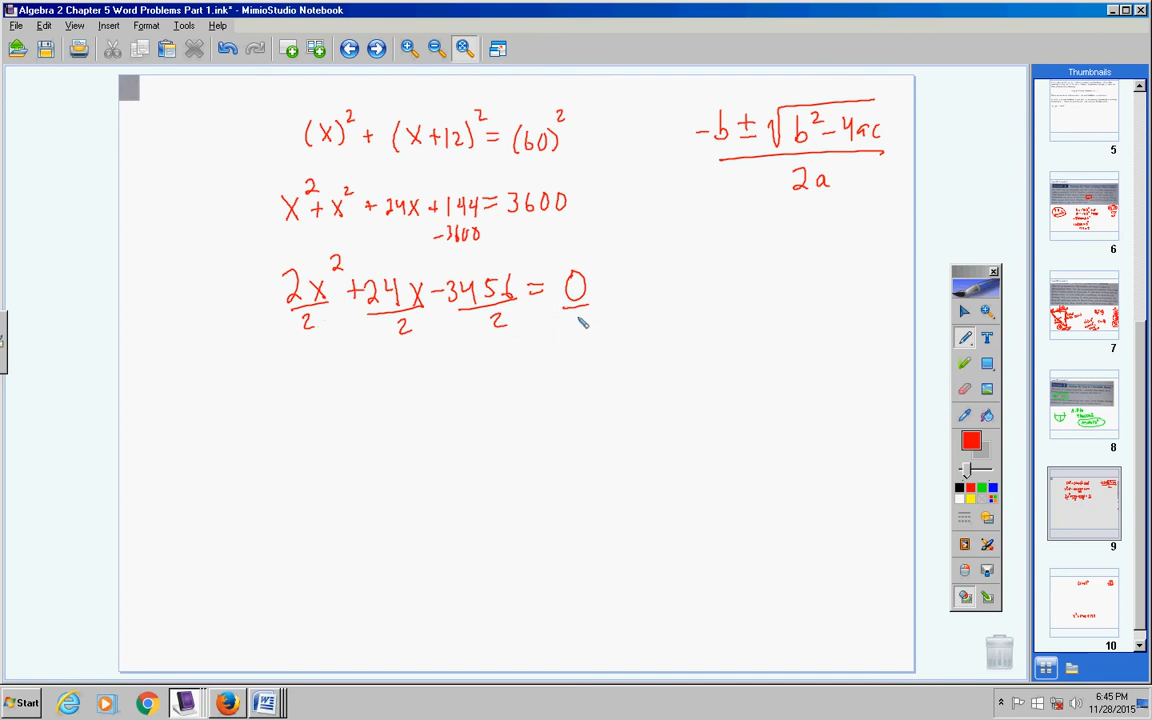 Algebra 2 Chapter 5 Word Problems Part 1.ink* - MimioStudio Notebook
File Edit View Insert Format Tools Help
Thumbnails
(x)² + (x+12)² = (60)²
-b ± √b² - 4ac
2a
x² + x² + 24x + 144 = 3600
-3600
2x² + 24x - 3456 = 0
2 2 2
5
6
7
8
9
10
Start
6:45 PM
11/28/2015